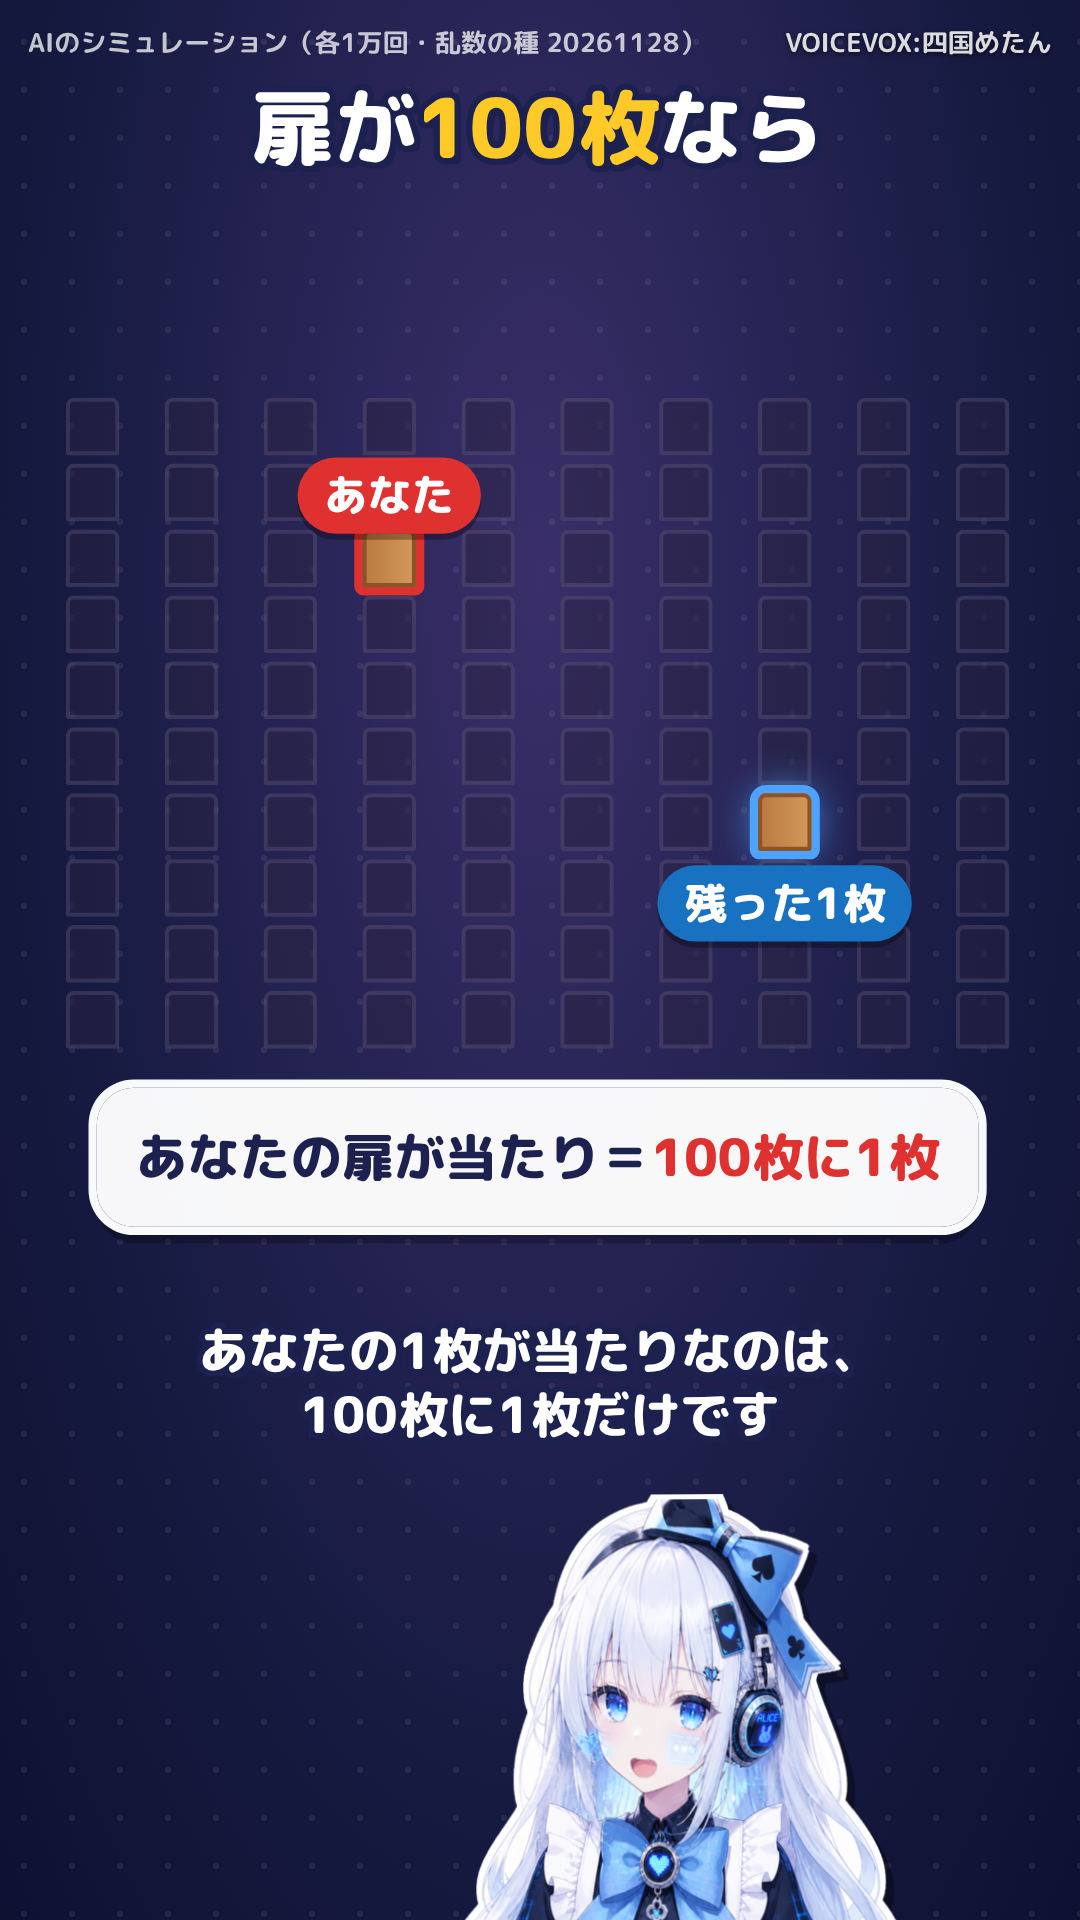 AIのシミュレーション（各1万回・乱数の種 20261128）
VOICEVOX:四国めたん
扉が100枚なら
あなた
残った1枚
あなたの扉が当たり＝100枚に1枚
あなたの1枚が当たりなのは、
100枚に1枚だけです
ALICE